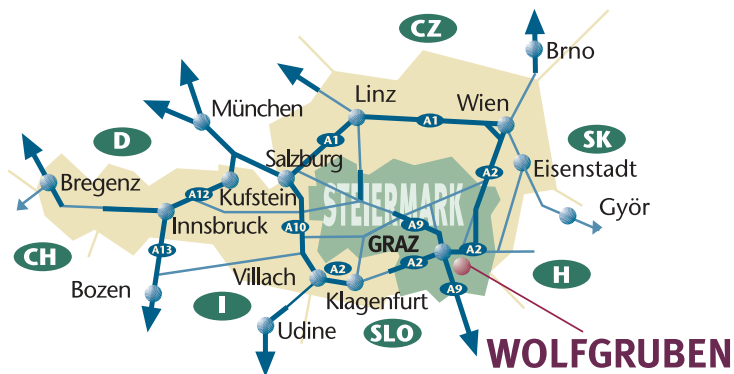 CZ
Brno
Linz
Wien
München
A1
A1
SK
D
Salzburg
A2
Eisenstadt
Bregenz
A12
Kufstein
STEIERMARK
Györ
Innsbruck
A10
A9
GRAZ
CH
A13
A2
H
Villach
A2
A2
Bozen
Klagenfurt
A9
I
Udine
SLO
WOLFGRUBEN